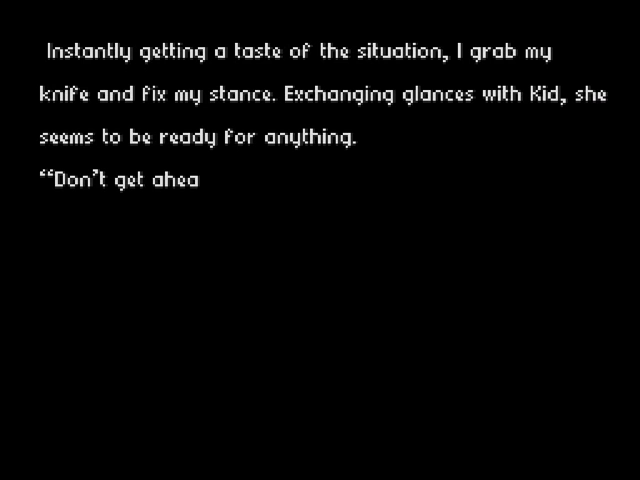 Instantly getting a taste of the situation, I grab my
knife and fix my stance. Exchanging glances with Kid, she
seems to be ready for anything.
“Don’t get ahea